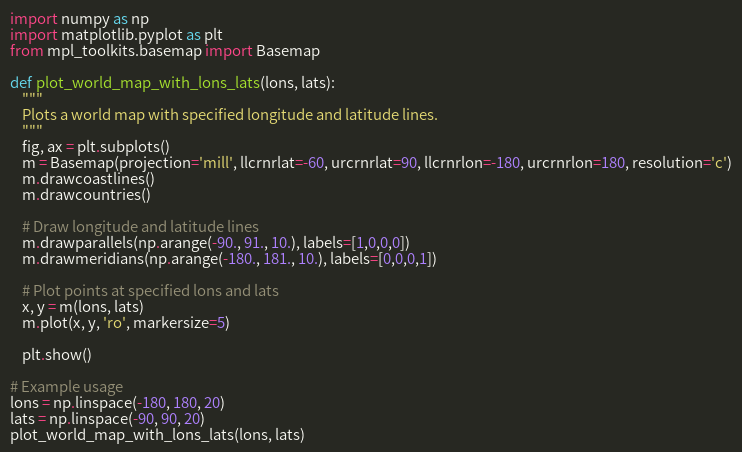 import numpy as np
import matplotlib.pyplot as plt
from mpl_toolkits.basemap import Basemap

def plot_world_map_with_lons_lats(lons, lats):
    """
    Plots a world map with specified longitude and latitude lines.
    """
    fig, ax = plt.subplots()
    m = Basemap(projection='mill', llcrnrlat=-60, urcrnrlat=90, llcrnrlon=-180, urcrnrlon=180, resolution='c')
    m.drawcoastlines()
    m.drawcountries()

    # Draw longitude and latitude lines
    m.drawparallels(np.arange(-90., 91., 10.), labels=[1,0,0,0])
    m.drawmeridians(np.arange(-180., 181., 10.), labels=[0,0,0,1])

    # Plot points at specified lons and lats
    x, y = m(lons, lats)
    m.plot(x, y, 'ro', markersize=5)

    plt.show()

# Example usage
lons = np.linspace(-180, 180, 20)
lats = np.linspace(-90, 90, 20)
plot_world_map_with_lons_lats(lons, lats)